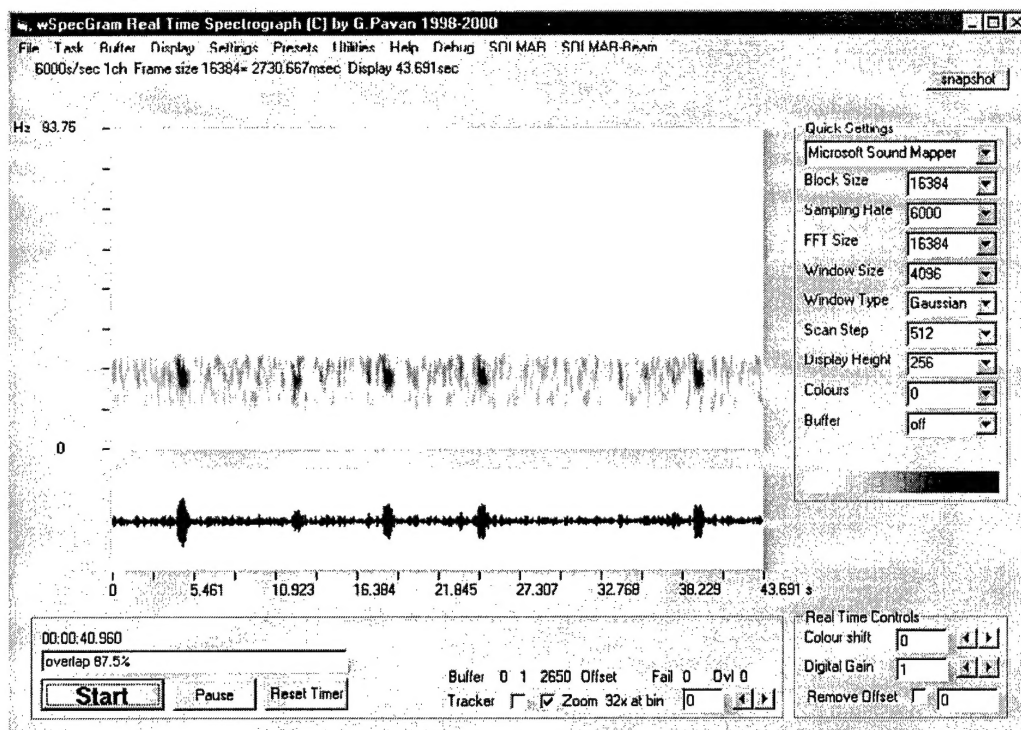 wSpecGram Real Time Spectrograph (C) by G.Pavan 1998-2000
File Task Buffer Display Settings Presets Utilities Help Debug SOLMAR SOLMAR-Beam
6000s/sec 1ch Frame size 16384= 2730.667msec Display 43.691sec
snapshot
Hz 93.75
0
0 5.461 10.923 16.384 21.845 27.307 32.768 38.229 43.691 s
Quick Settings
Microsoft Sound Mapper
Block Size 16384
Sampling Rate 6000
FFT Size 16384
Window Size 4096
Window Type Gaussian
Scan Step 512
Display Height 256
Colours 0
Buffer off
00:00:40.960
overlap 87.5%
Start Pause Reset Timer
Buffer 0 1 2650 Offset Fail 0 Ovl 0
Tracker Zoom 32x at bin 0
Real Time Controls
Colour shift 0
Digital Gain 1
Remove Offset 0